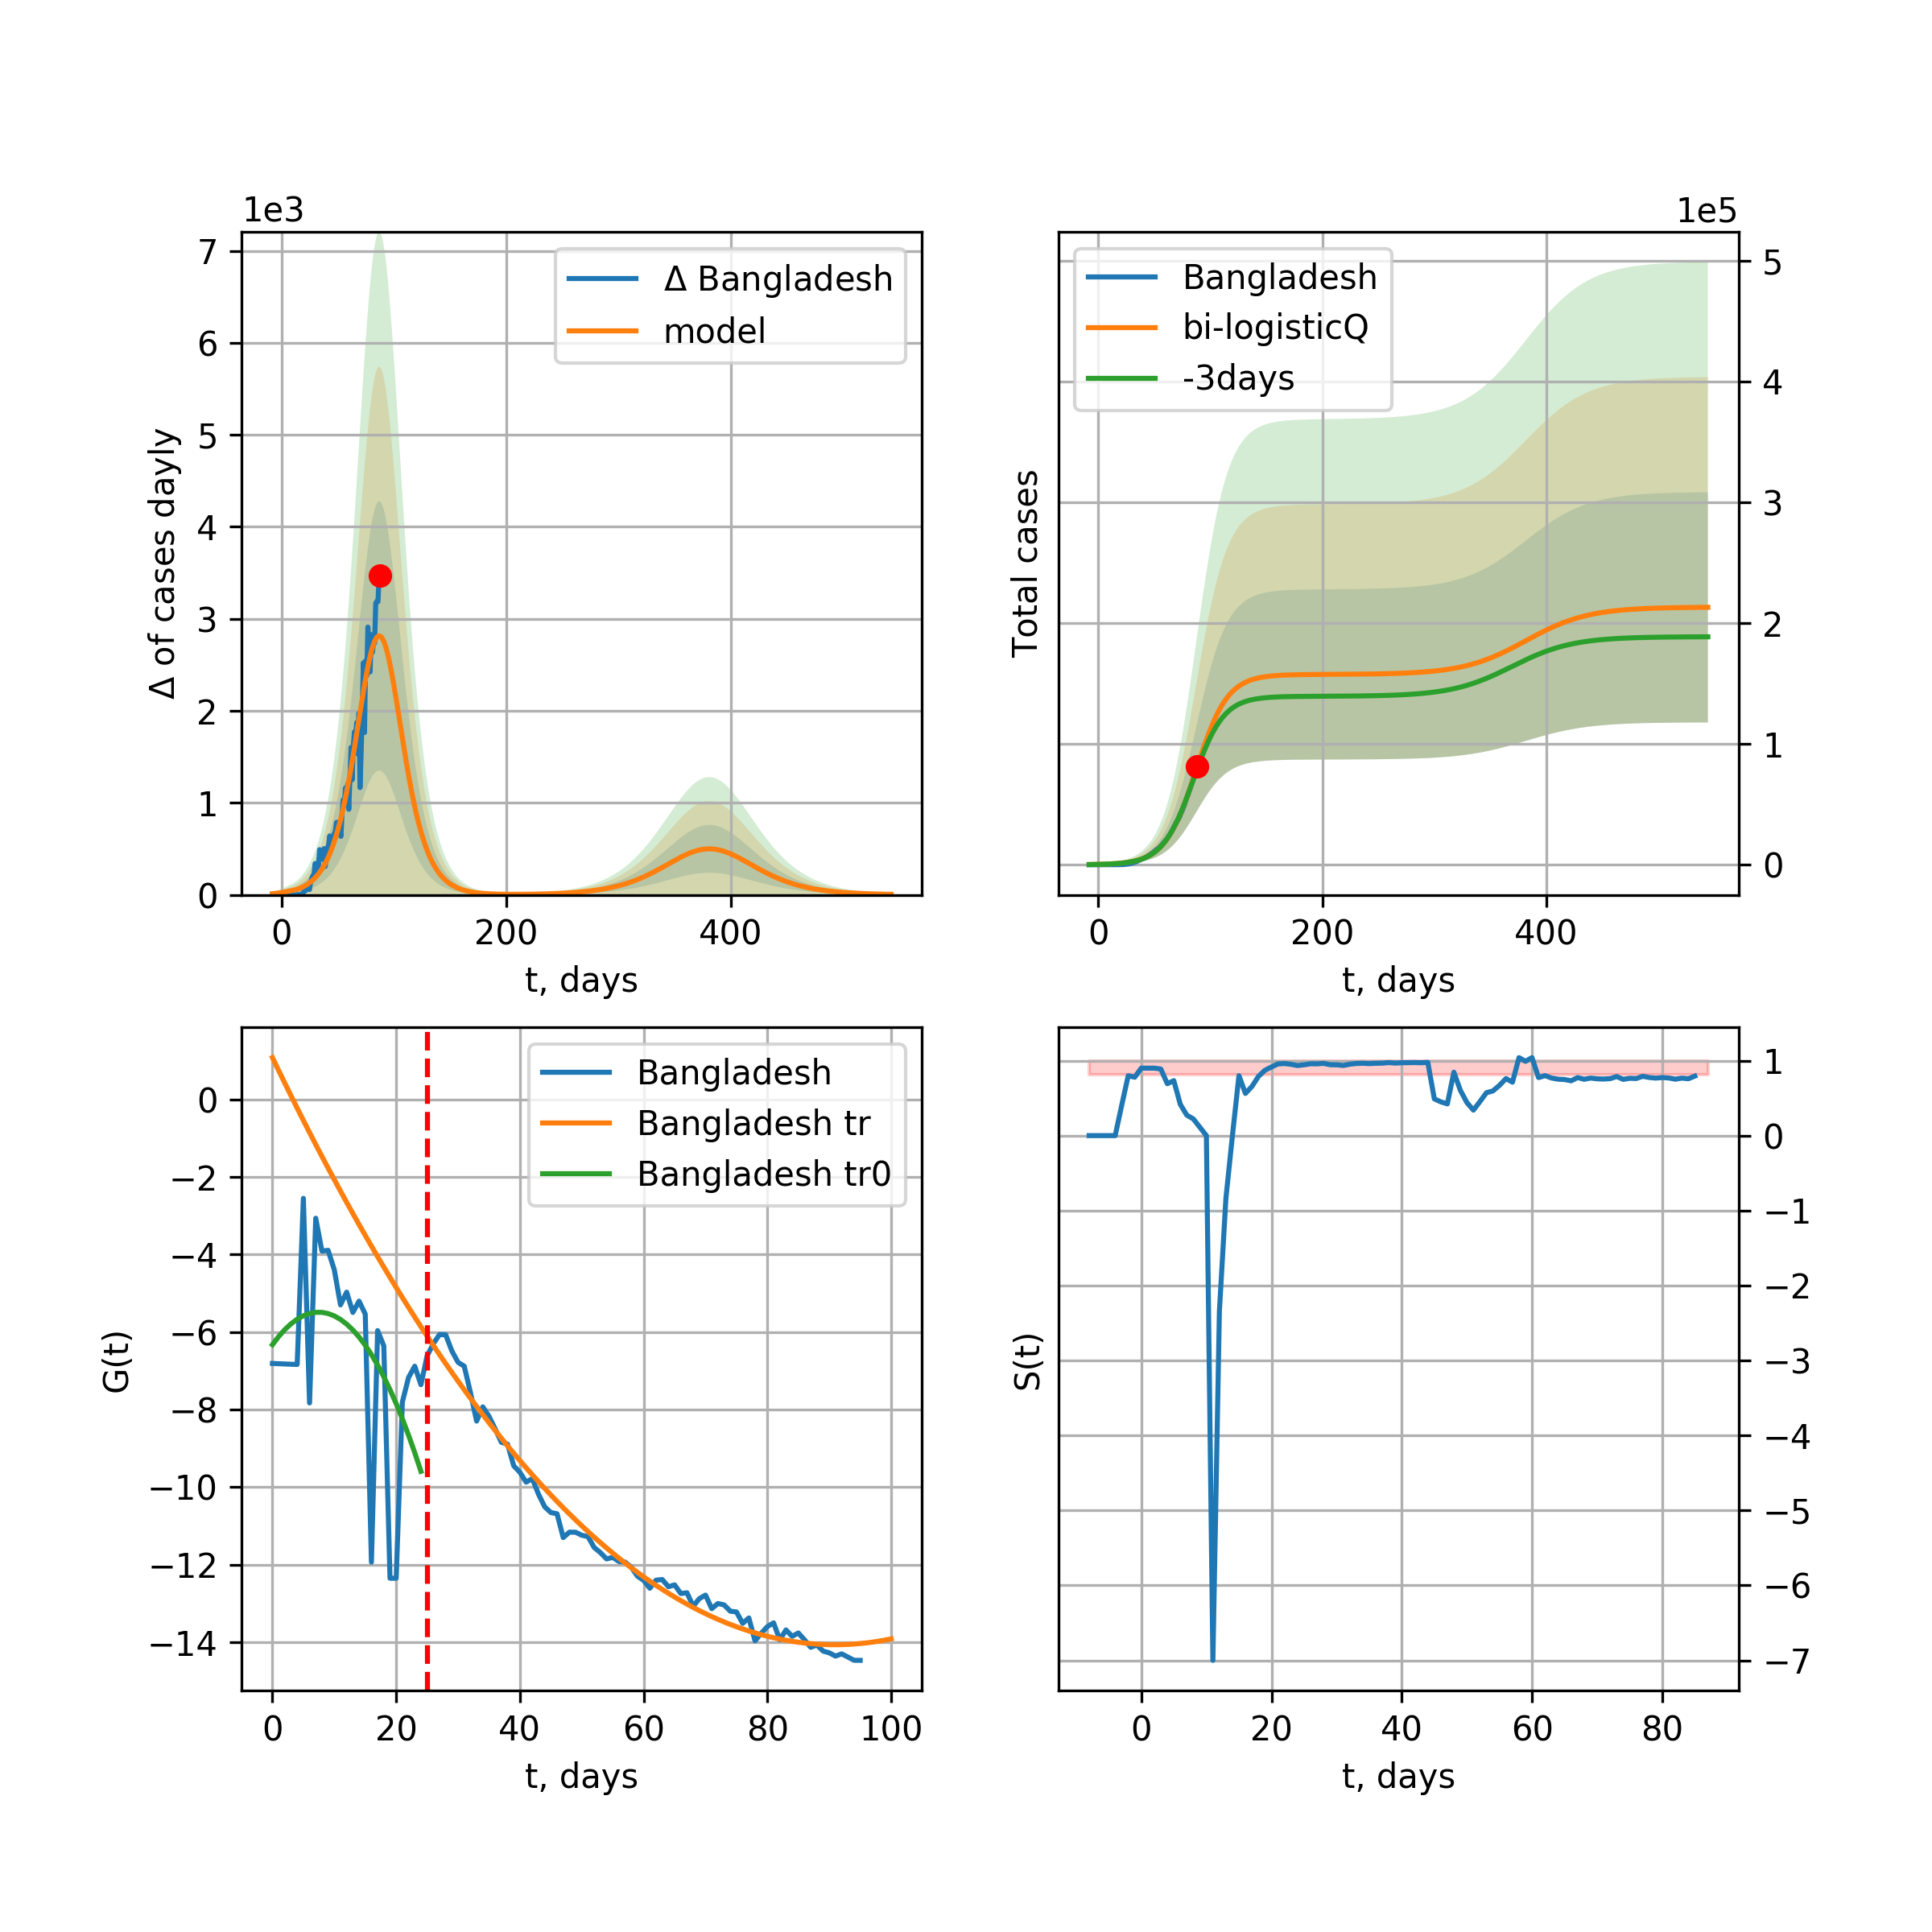 1e3
7
6
5
4
3
2
1
0
Δ of cases dayly
Δ Bangladesh
model
0 200 400
t, days
1e5
5
4
3
2
1
0
Total cases
Bangladesh
bi-logisticQ
-3days
0 200 400
t, days
0
−2
−4
−6
−8
−10
−12
−14
G(t)
Bangladesh
Bangladesh tr
Bangladesh tr0
0 20 40 60 80 100
t, days
1
0
−1
−2
−3
−4
−5
−6
−7
S(t)
0 20 40 60 80
t, days